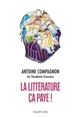 ANTOINE COMPAGNON
de l'Académie française
LA LITTÉRATURE
ÇA PAYE !